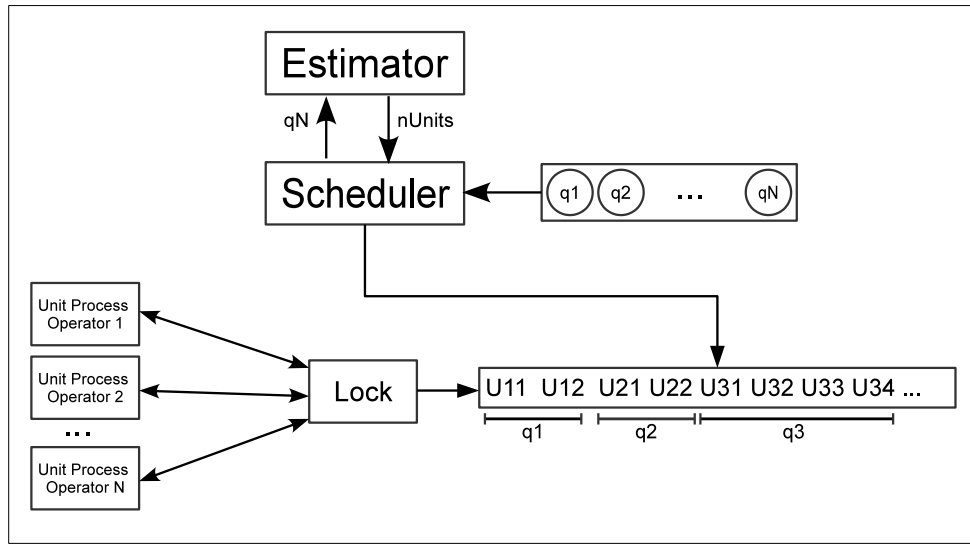 Estimator
qN
nUnits
Scheduler
q1
q2
...
qN
Unit Process
Operator 1
Unit Process
Operator 2
...
Unit Process
Operator N
Lock
U11 U12 U21 U22 U31 U32 U33 U34 ...
q1
q2
q3